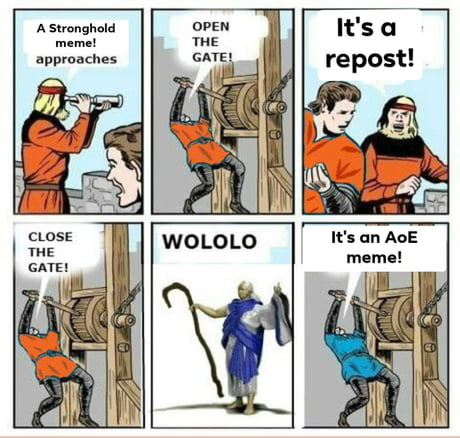 A Stronghold
meme!
approaches
OPEN
THE
GATE!
It's a
repost!
CLOSE
THE
GATE!
WOLOLO
It's an AoE
meme!